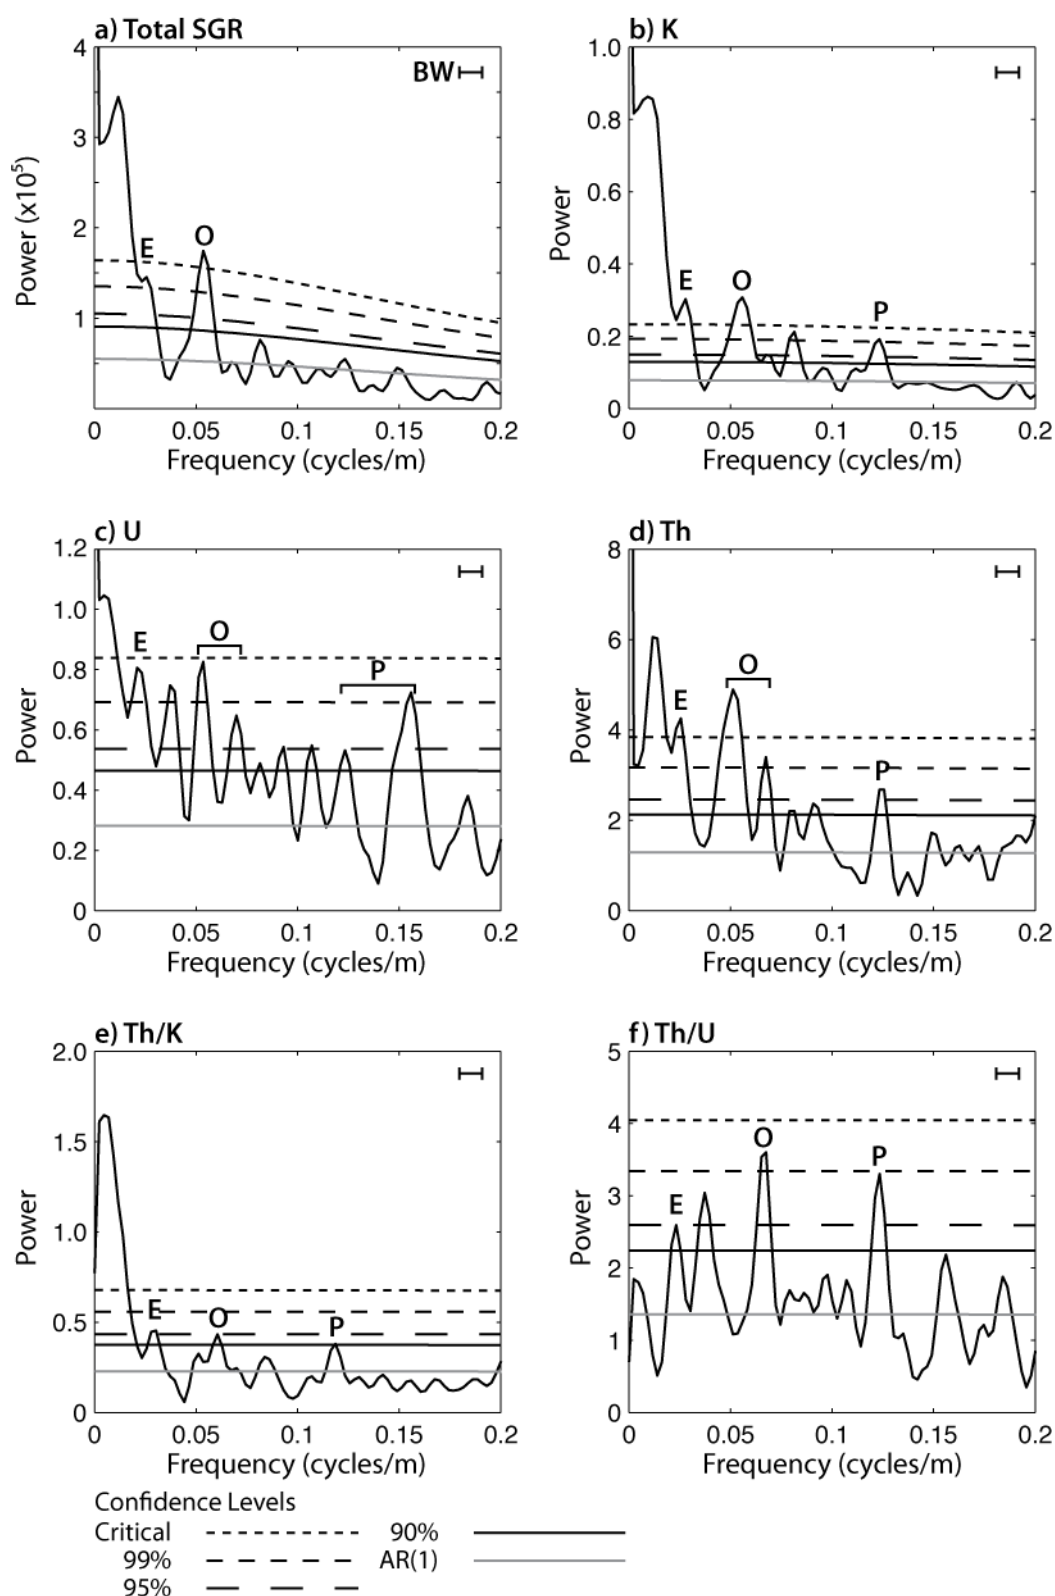 a) Total SGR
4
3
2
1
Power (x10⁵)
BW
E
O
0
0.05
0.1
0.15
0.2
Frequency (cycles/m)
b) K
1.0
0.8
0.6
0.4
0.2
0
Power
E
O
P
0
0.05
0.1
0.15
0.2
Frequency (cycles/m)
c) U
1.2
1.0
0.8
0.6
0.4
0.2
0
Power
E
O
P
0
0.05
0.1
0.15
0.2
Frequency (cycles/m)
d) Th
8
6
4
2
0
Power
E
O
P
0
0.05
0.1
0.15
0.2
Frequency (cycles/m)
e) Th/K
2.0
1.5
1.0
0.5
0
Power
E
O
P
0
0.05
0.1
0.15
0.2
Frequency (cycles/m)
f) Th/U
5
4
3
2
1
0
Power
E
O
P
0
0.05
0.1
0.15
0.2
Frequency (cycles/m)
Confidence Levels
Critical
90%
99%
AR(1)
95%